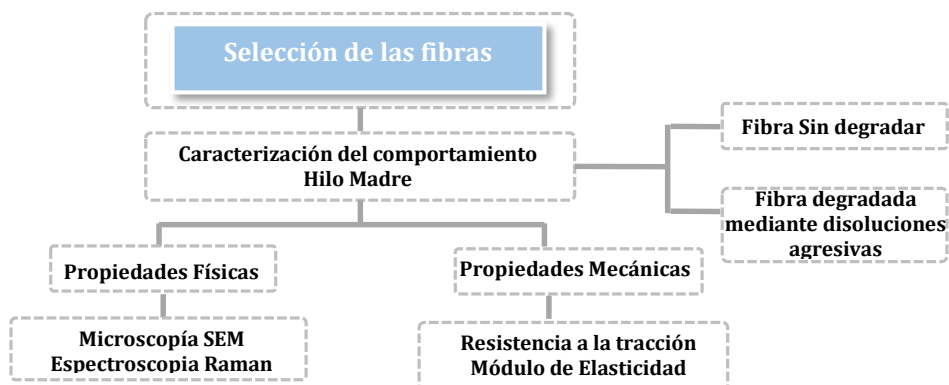 Selección de las fibras
Caracterización del comportamiento
Hilo Madre
Fibra Sin degradar
Fibra degradada
mediante disoluciones
agresivas
Propiedades Físicas
Propiedades Mecánicas
Microscopía SEM
Espectroscopia Raman
Resistencia a la tracción
Módulo de Elasticidad